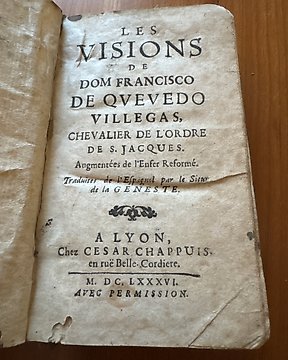 LES
VISIONS
DE
DOM FRANCISCO
DE QVEVEDO
VILLEGAS,
CHEVALIER DE L'ORDRE
DE S. JACQUES.
Augmentées de l'Enfer Reformé.
Traduites de l'Espagnol par le Sieur
de la GENESTE.
A LYON,
Chez CESAR CHAPPUIS,
en ruë Belle-Cordiere.
M. DC. LXXXVI.
AVEC PERMISSION.